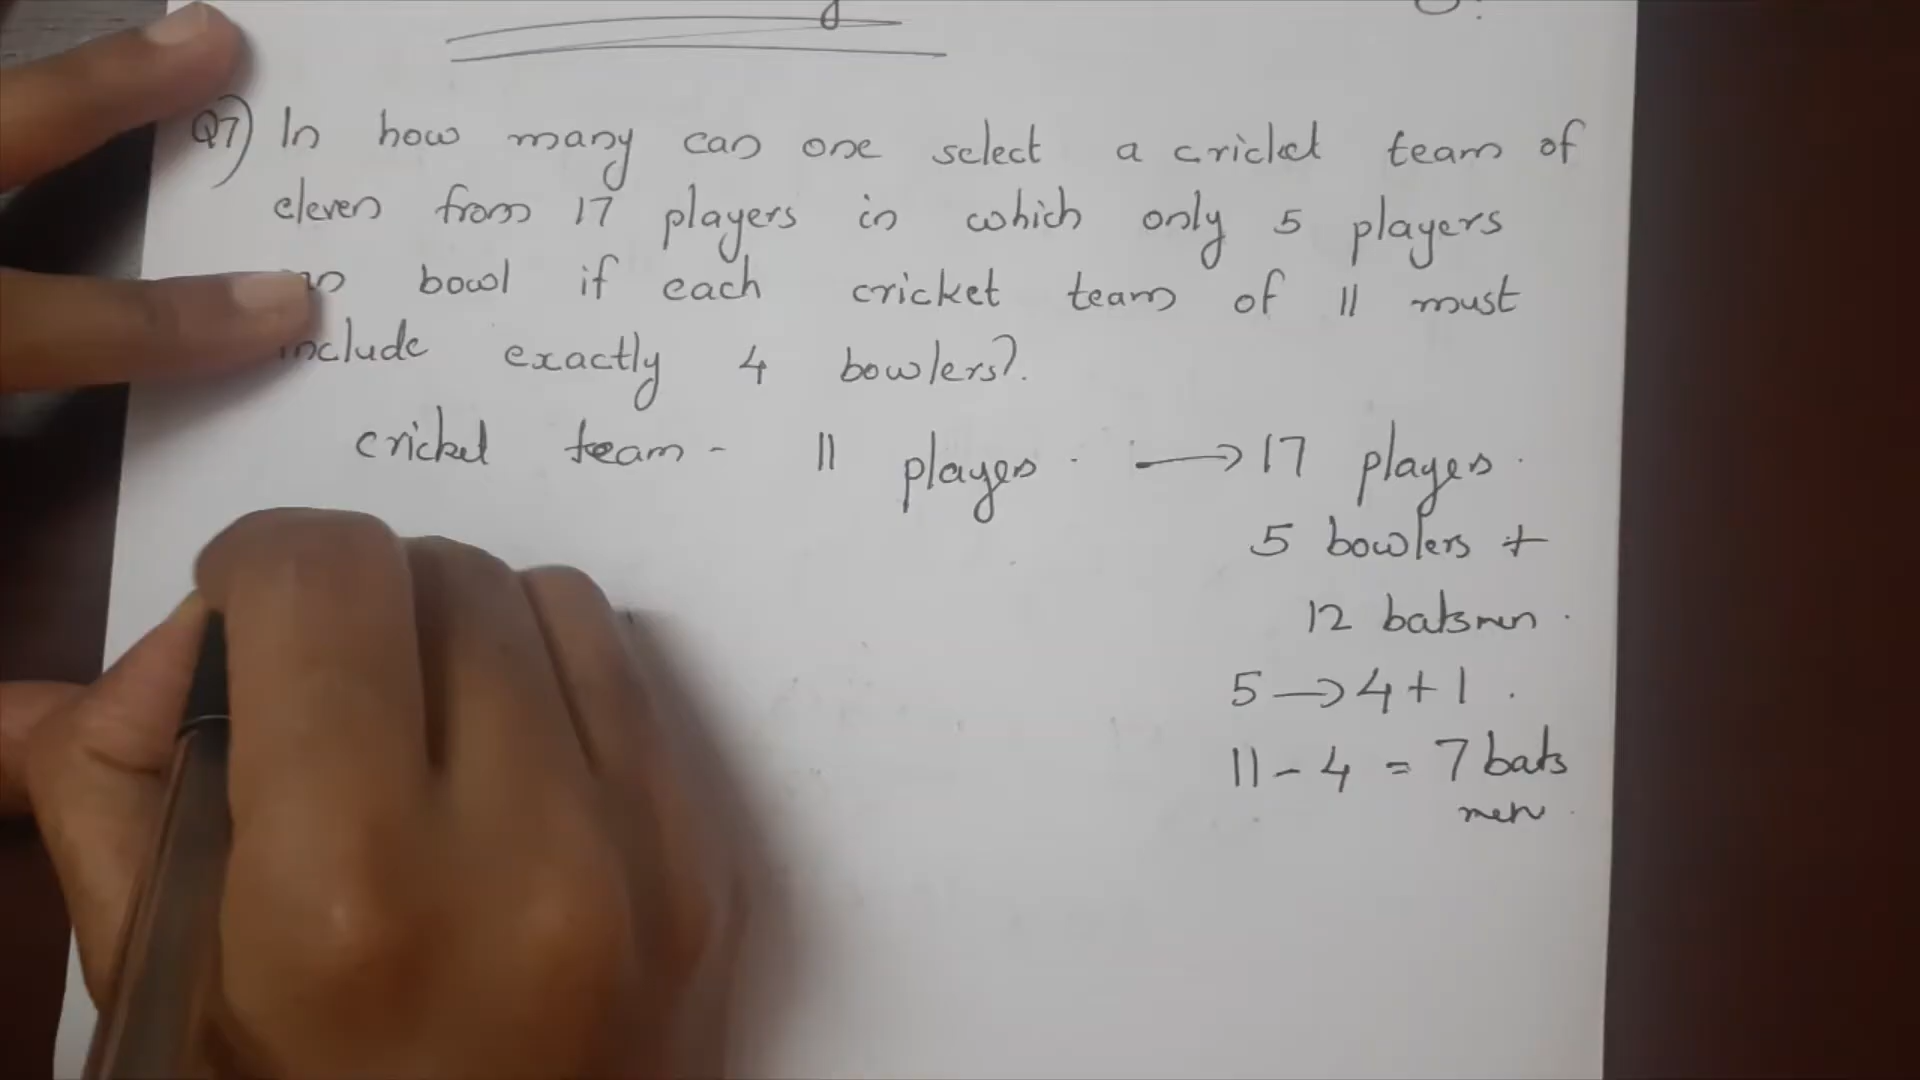 Q7) In how many can one select a cricket team of
eleven from 17 players in which only 5 players
bowl if each cricket team of 11 must
include exactly 4 bowlers?.
cricket team - 11 players. → 17 players.
5 bowlers +
12 batsmen.
5 → 4 + 1.
11 - 4 = 7 bats
men.